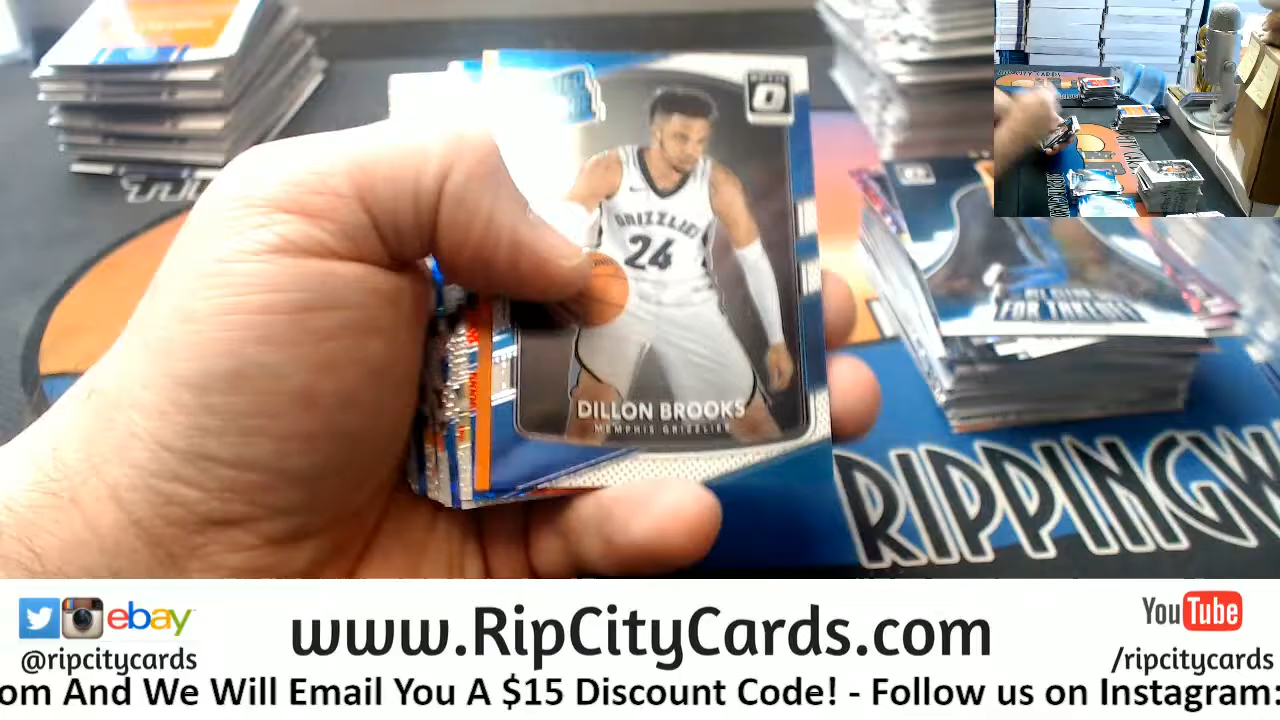 GRIZZLIES
24
DILLON BROOKS
MEMPHIS GRIZZLIES
FOR THREE!!!
RIPPINGW
ebay
@ripcitycards
www.RipCityCards.com
YouTube
/ripcitycards
om And We Will Email You A $15 Discount Code! - Follow us on Instagram: